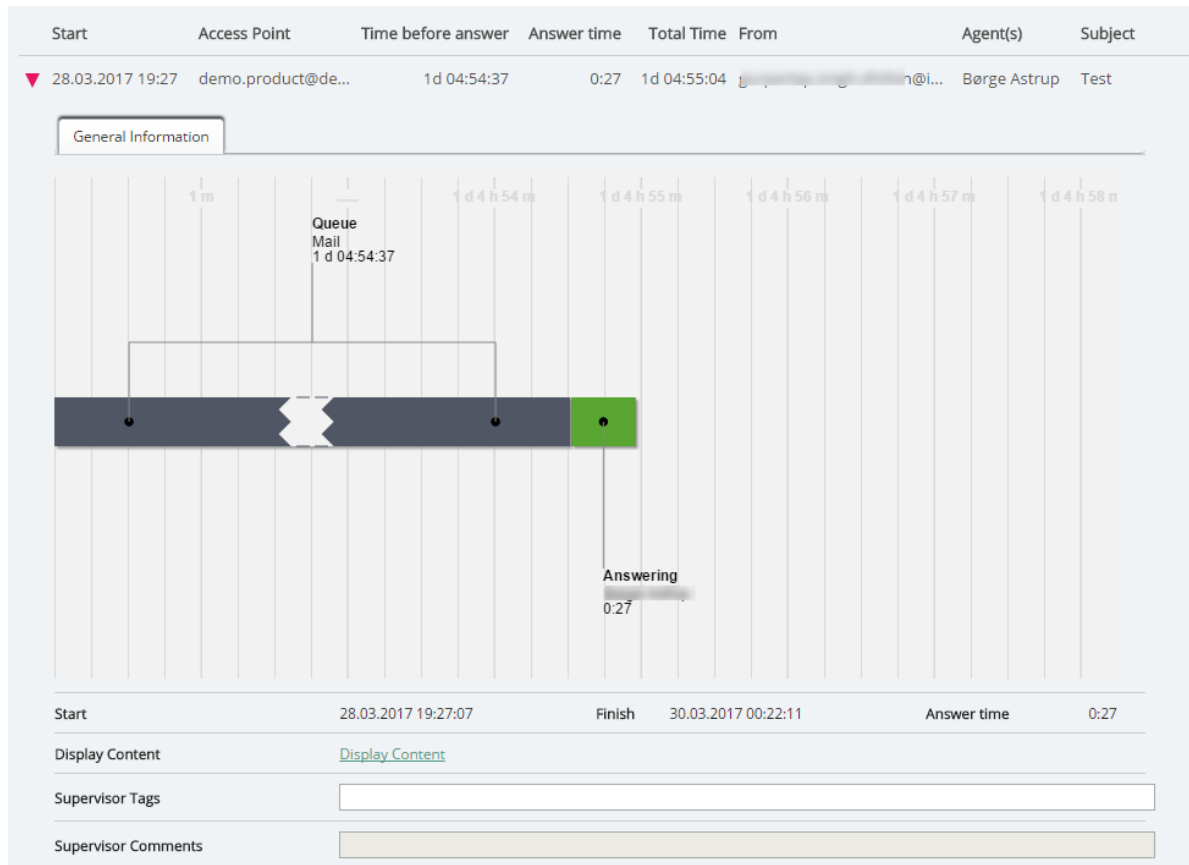 Start Access Point Time before answer Answer time Total Time From Agent(s) Subject
28.03.2017 19:27 demo.product@de... 1d 04:54:37 0:27 1d 04:55:04 @i... Børge Astrup Test
General Information
1 m ...... 1 d 4 h 54 m 1 d 4 h 55 m 1 d 4 h 56 m 1 d 4 h 57 m 1 d 4 h 58 m
Queue
Mail
1 d 04:54:37
Answering
0:27
Start 28.03.2017 19:27:07 Finish 30.03.2017 00:22:11 Answer time 0:27
Display Content Display Content
Supervisor Tags
Supervisor Comments